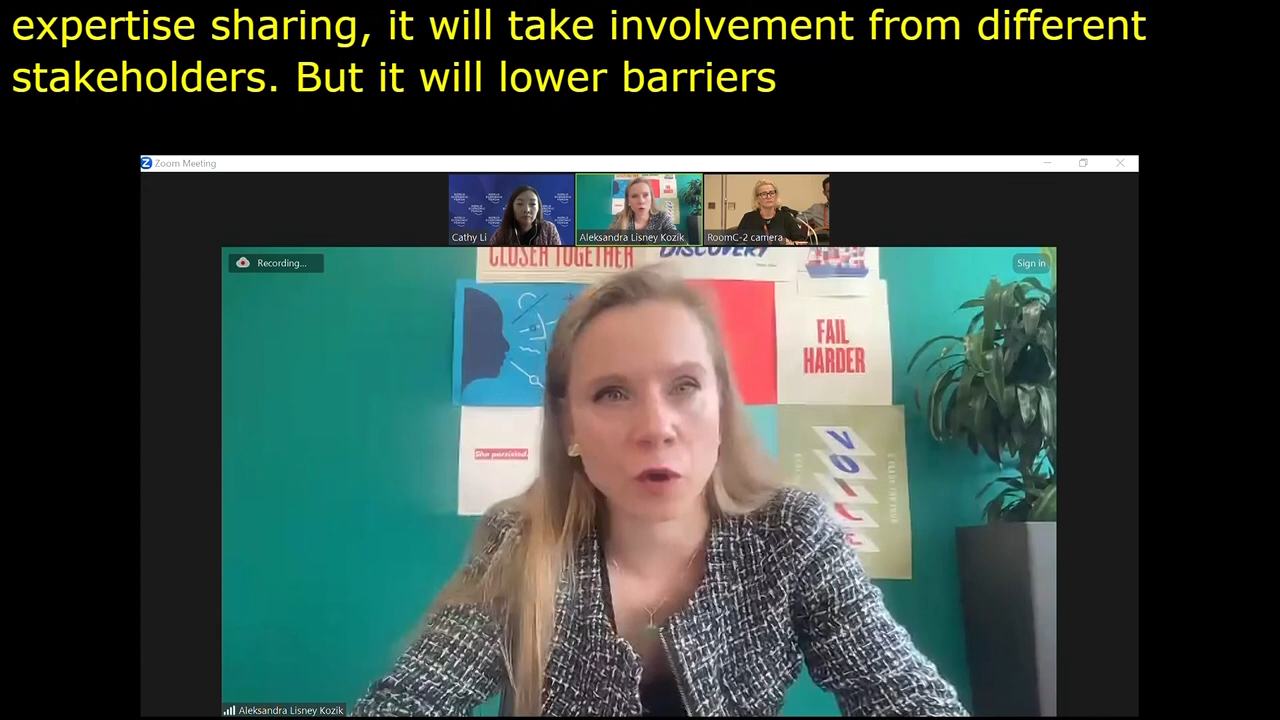 expertise sharing, it will take involvement from different
stakeholders. But it will lower barriers
Zoom Meeting
Cathy Li
Aleksandra Lisney Kozik
RoomC-2 camera
Recording...
Sign in
CLOSER TOGETHER
DISCOVERY
FAIL
HARDER
She persisted.
VOICE
Aleksandra Lisney Kozik